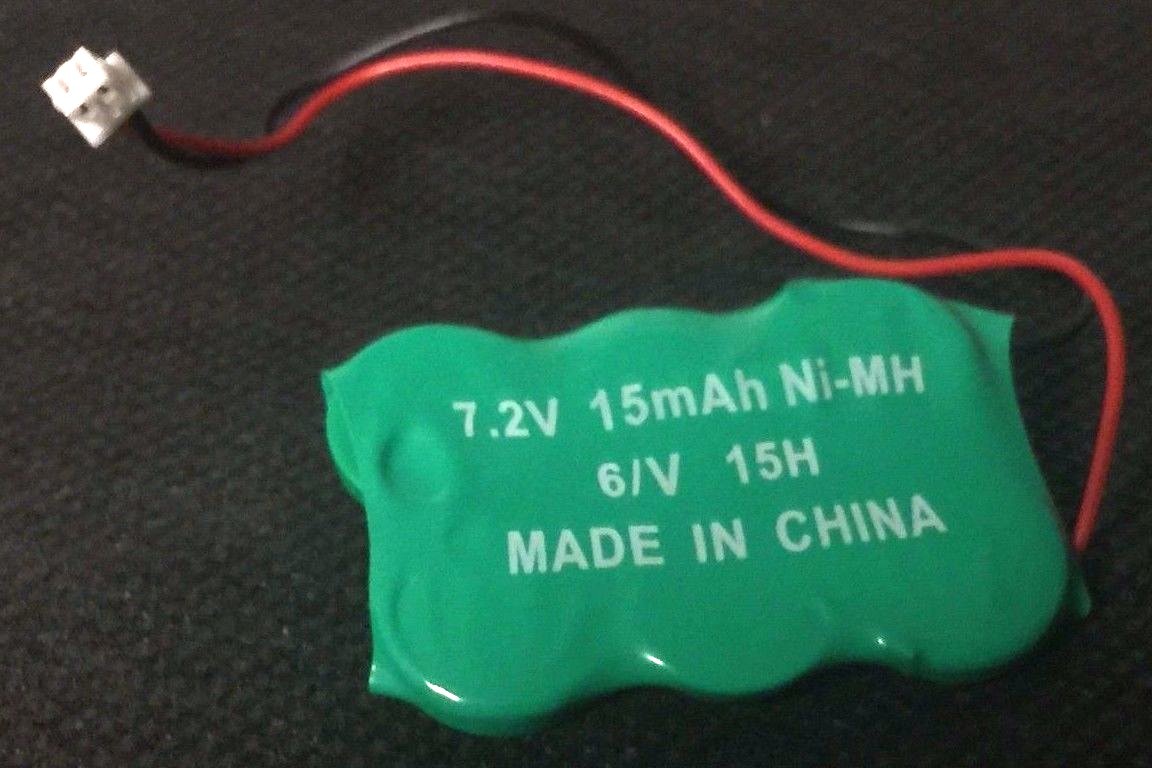 7.2V 15mAh Ni-MH
6/V 15H
MADE IN CHINA